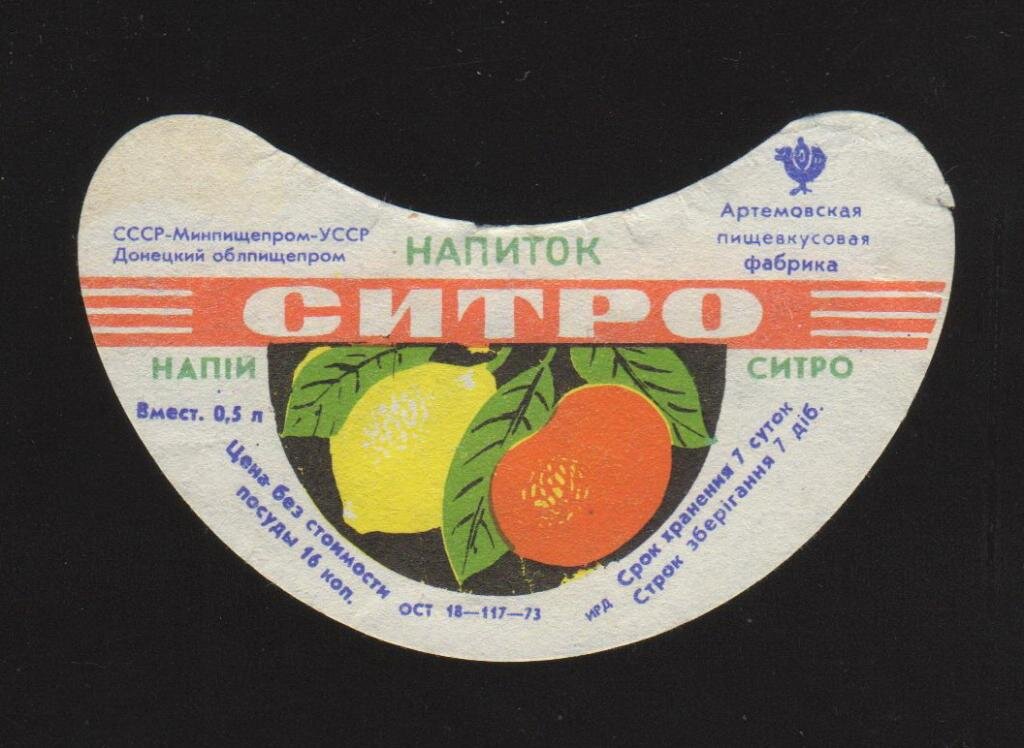 СССР-Минпищепром-УССР
Донецкий облпищепром
НАПИТОК
Артемовская
пищевкусовая
фабрика
СИТРО
НАПІЙ
СИТРО
Вмест. 0,5 л
Цена без стоимости
посуды 16 коп.
ОСТ 18—117—73
ИРД
Срок хранения 7 суток
Строк зберігання 7 діб.